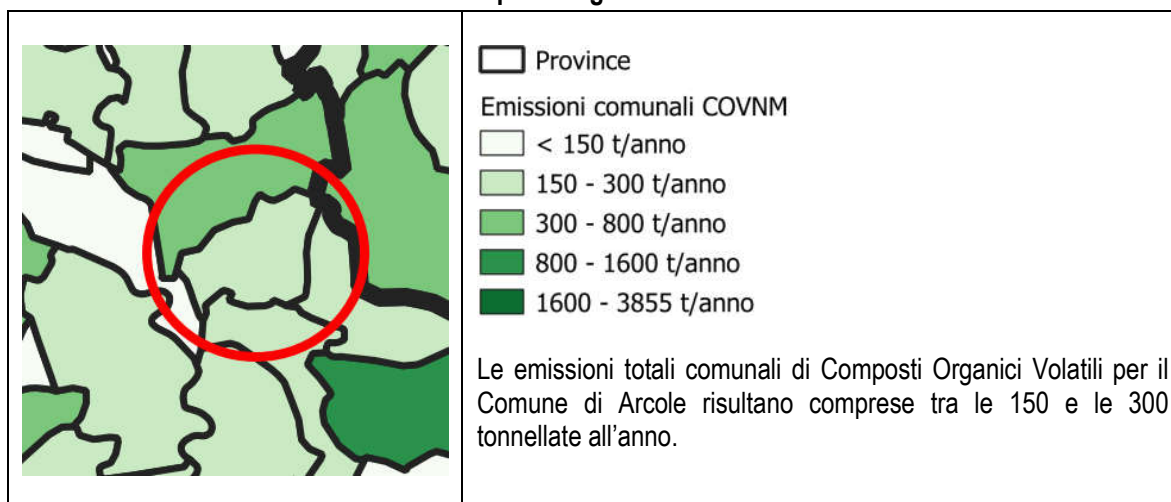 Province
Emissioni comunali COVNM
< 150 t/anno
150 - 300 t/anno
300 - 800 t/anno
800 - 1600 t/anno
1600 - 3855 t/anno
Le emissioni totali comunali di Composti Organici Volatili per il
Comune di Arcole risultano comprese tra le 150 e le 300
tonnellate all’anno.